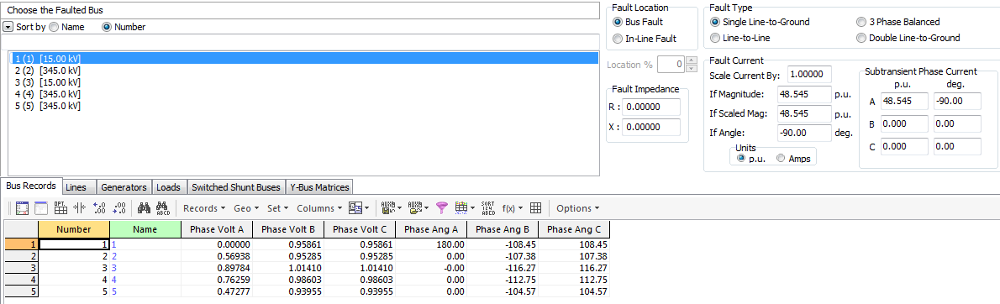 Choose the Faulted Bus
Sort by Name Number
1 (1) [15.00 kV]
2 (2) [345.0 kV]
3 (3) [15.00 kV]
4 (4) [345.0 kV]
5 (5) [345.0 kV]
Fault Location
Bus Fault
In-Line Fault
Location % 0
Fault Impedance
R : 0.00000
X : 0.00000
Fault Type
Single Line-to-Ground 3 Phase Balanced
Line-to-Line Double Line-to-Ground
Fault Current
Scale Current By: 1.00000
If Magnitude: 48.545 p.u.
If Scaled Mag: 48.545 p.u.
If Angle: -90.00 deg.
Units
p.u. Amps
Subtransient Phase Current
p.u. deg.
A 48.545 -90.00
B 0.000 0.00
C 0.000 0.00
Bus Records Lines Generators Loads Switched Shunt Buses Y-Bus Matrices
Records Geo Set Columns f(x) Options
Number Name Phase Volt A Phase Volt B Phase Volt C Phase Ang A Phase Ang B Phase Ang C
1 1 1 0.00000 0.95861 0.95861 180.00 -108.45 108.45
2 2 2 0.56938 0.95285 0.95285 0.00 -107.38 107.38
3 3 3 0.89784 1.01410 1.01410 -0.00 -116.27 116.27
4 4 4 0.76259 0.98603 0.98603 0.00 -112.75 112.75
5 5 5 0.47277 0.93955 0.93955 0.00 -104.57 104.57